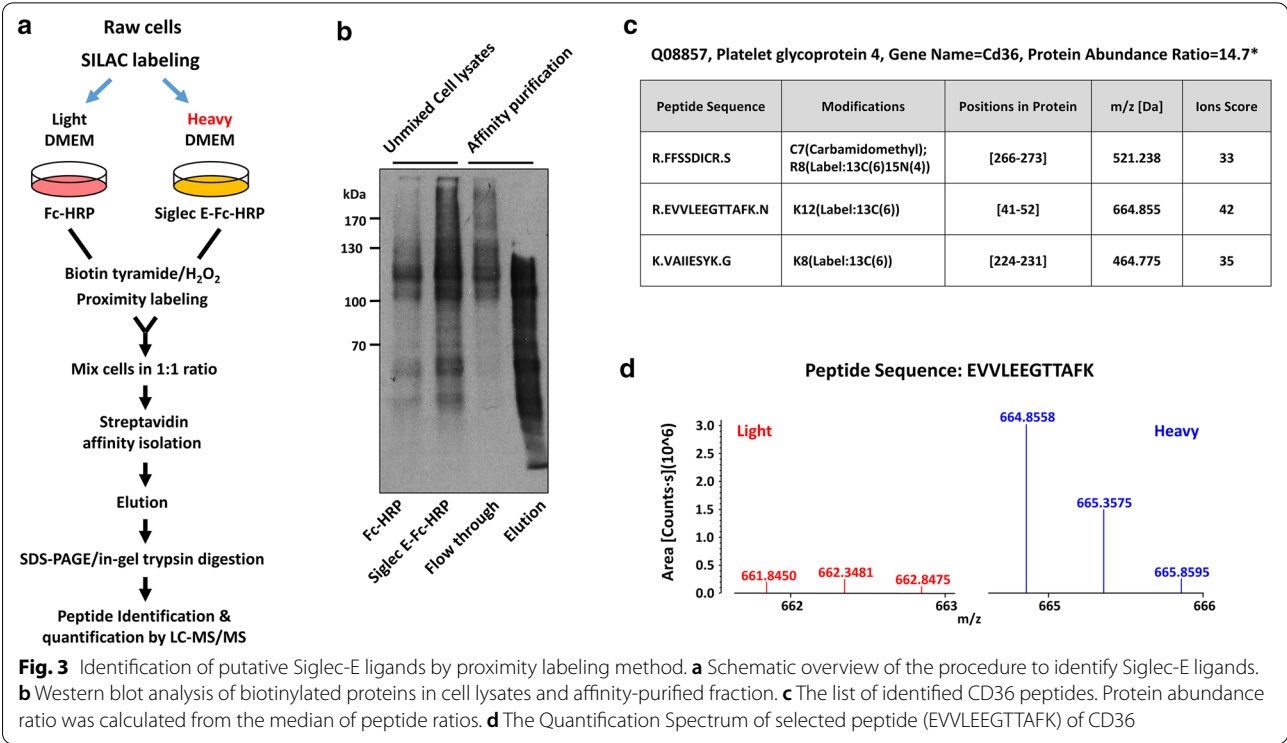 a
Raw cells
SILAC labeling
Light
DMEM
Heavy
DMEM
Fc-HRP
Siglec E-Fc-HRP
Biotin tyramide/H₂O₂
Proximity labeling
Mix cells in 1:1 ratio
Streptavidin
affinity isolation
Elution
SDS-PAGE/in-gel trypsin digestion
Peptide Identification &
quantification by LC-MS/MS
b
Unmixed Cell lysates
Affinity purification
kDa
170
130
100
70
Fc-HRP
Siglec E-Fc-HRP
Flow through
Elution
c
Q08857, Platelet glycoprotein 4, Gene Name=Cd36, Protein Abundance Ratio=14.7*
Peptide Sequence Modifications Positions in Protein m/z [Da] Ions Score
R.FFSSDICR.S C7(Carbamidomethyl); R8(Label:13C(6)15N(4)) [266-273] 521.238 33
R.EVVLEEGTTAFK.N K12(Label:13C(6)) [41-52] 664.855 42
K.VAIIESYK.G K8(Label:13C(6)) [224-231] 464.775 35
d
Peptide Sequence: EVVLEEGTTAFK
Area [Counts·s](10^6)
3.0
2.5
2.0
1.5
1.0
0.5
0.0
Light
661.8450
662.3481
662.8475
662
663
Heavy
664.8558
665.3575
665.8595
665
666
m/z
Fig. 3 Identification of putative Siglec-E ligands by proximity labeling method. a Schematic overview of the procedure to identify Siglec-E ligands.
b Western blot analysis of biotinylated proteins in cell lysates and affinity-purified fraction. c The list of identified CD36 peptides. Protein abundance
ratio was calculated from the median of peptide ratios. d The Quantification Spectrum of selected peptide (EVVLEEGTTAFK) of CD36